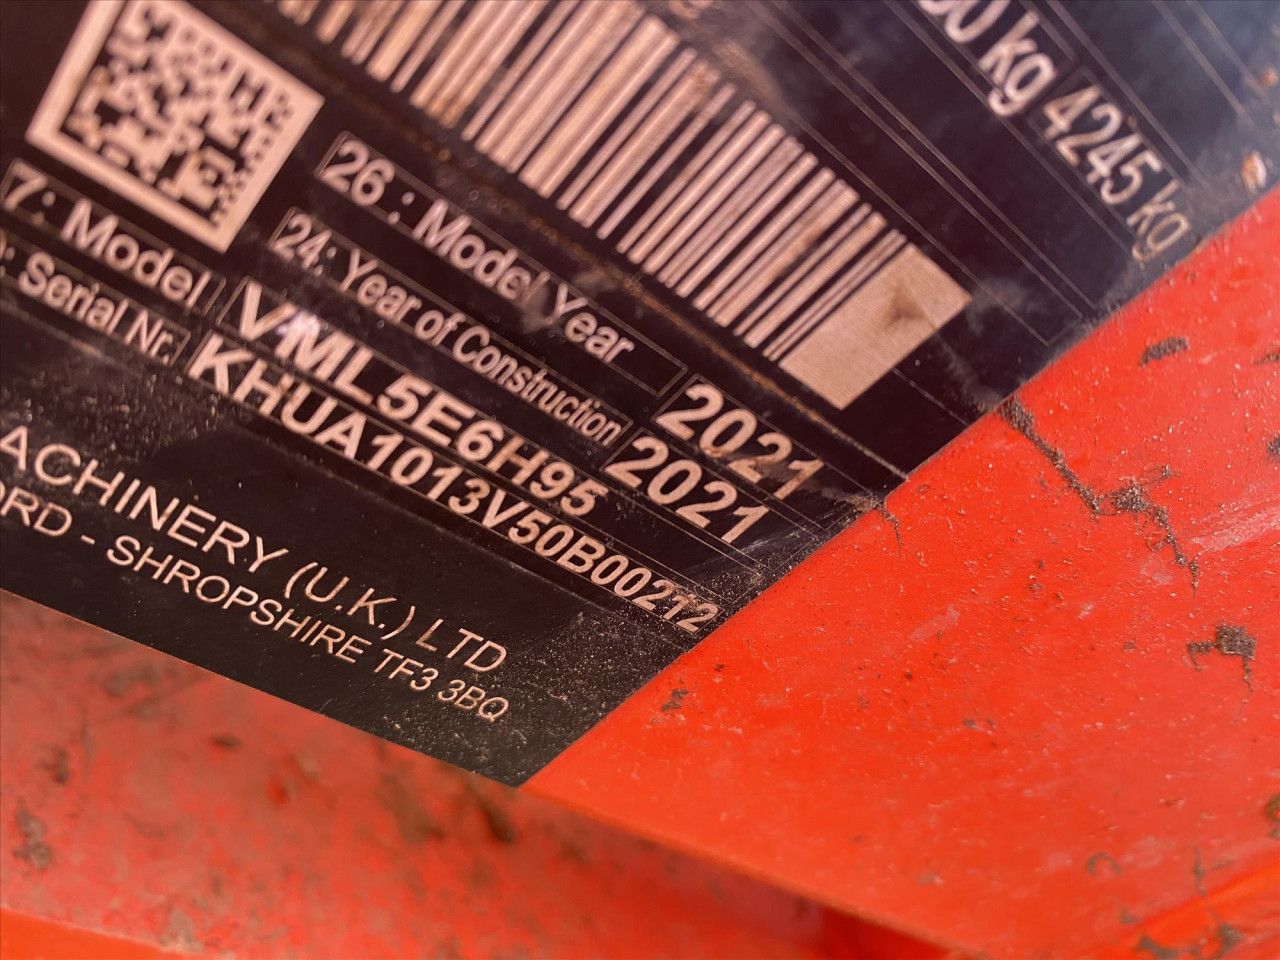 0 kg 4245 kg
26 : Model Year 2021
24: Year of Construction 2021
7: Model VML5E6H95
: Serial Nr. KHUA1013V50B00212
ACHINERY (U.K.) LTD
ORD - SHROPSHIRE TF3 3BQ